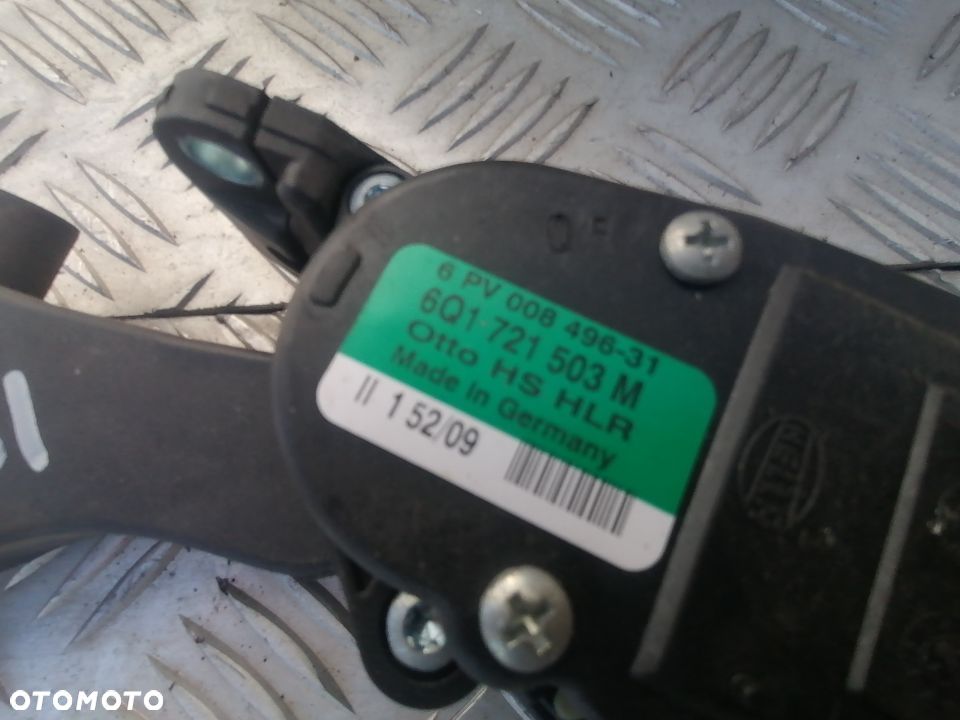 6 PV 008 496-31
6Q1 721 503 M
Otto HS HLR
Made in Germany
II 1 52/09
HELLA
OTOMOTO